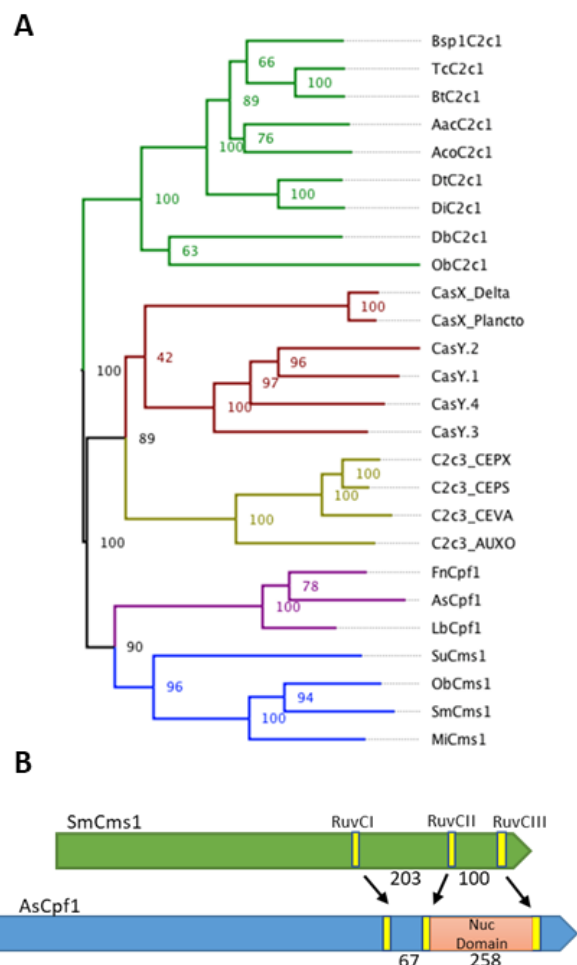 A
Bsp1C2c1
66
TcC2c1
100
BtC2c1
89
AacC2c1
76
100
AcoC2c1
DtC2c1
100
100
DiC2c1
DbC2c1
63
ObC2c1
CasX_Delta
100
CasX_Plancto
CasY.2
42
96
100
CasY.1
97
CasY.4
100
CasY.3
89
C2c3_CEPX
100
C2c3_CEPS
100
C2c3_CEVA
100
C2c3_AUXO
100
FnCpf1
78
AsCpf1
100
LbCpf1
90
SuCms1
96
ObCms1
94
SmCms1
100
MiCms1
B
SmCms1 RuvCI RuvCII RuvCIII
203 100
AsCpf1
Nuc
Domain
67 258